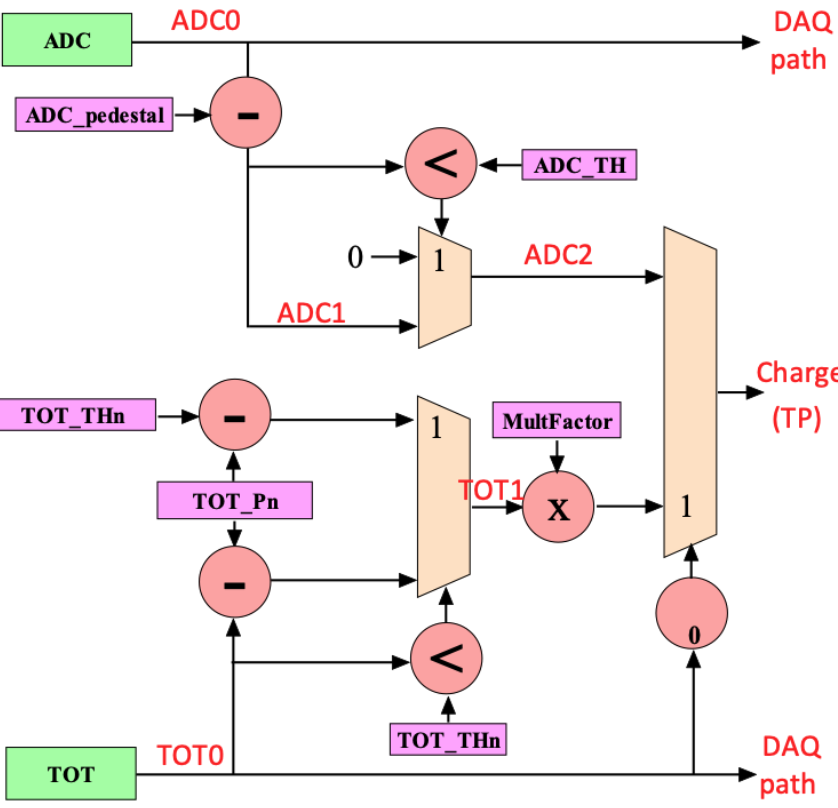 ADC0
DAQ
path
ADC
ADC_pedestal
-
<
ADC_TH
0
1
ADC2
ADC1
Charge
(TP)
TOT_THn
-
1
MultFactor
TOT_Pn
TOT1
X
1
-
<
0
TOT_THn
TOT0
DAQ
path
TOT